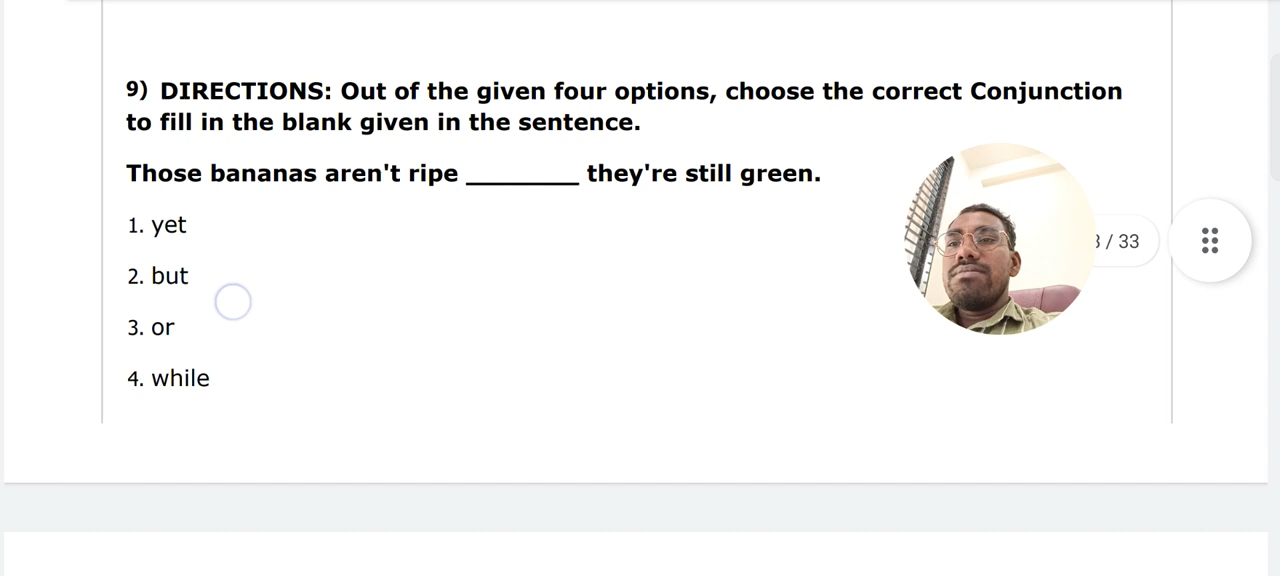 9) DIRECTIONS: Out of the given four options, choose the correct Conjunction
to fill in the blank given in the sentence.
Those bananas aren't ripe _______ they're still green.
1. yet
2. but
/ 33
3. or
4. while